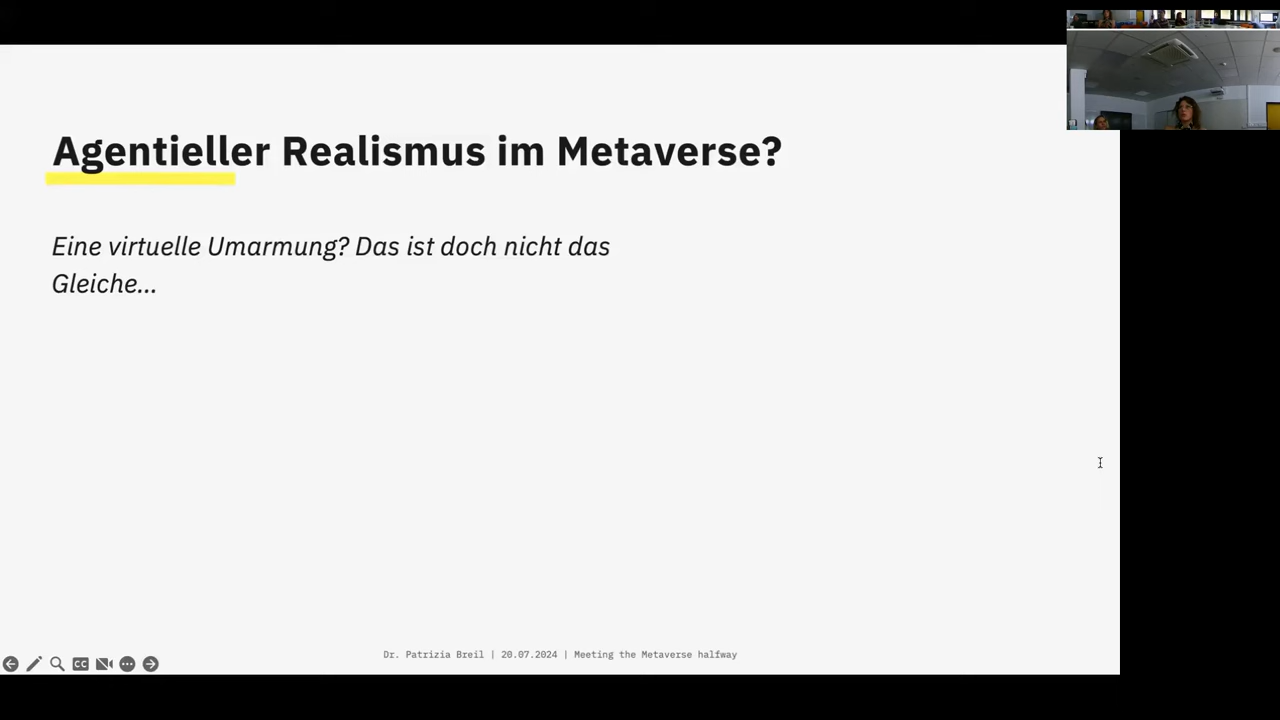 Agentieller Realismus im Metaverse?
Eine virtuelle Umarmung? Das ist doch nicht das
Gleiche...
Dr. Patrizia Breil | 20.07.2024 | Meeting the Metaverse halfway
CC